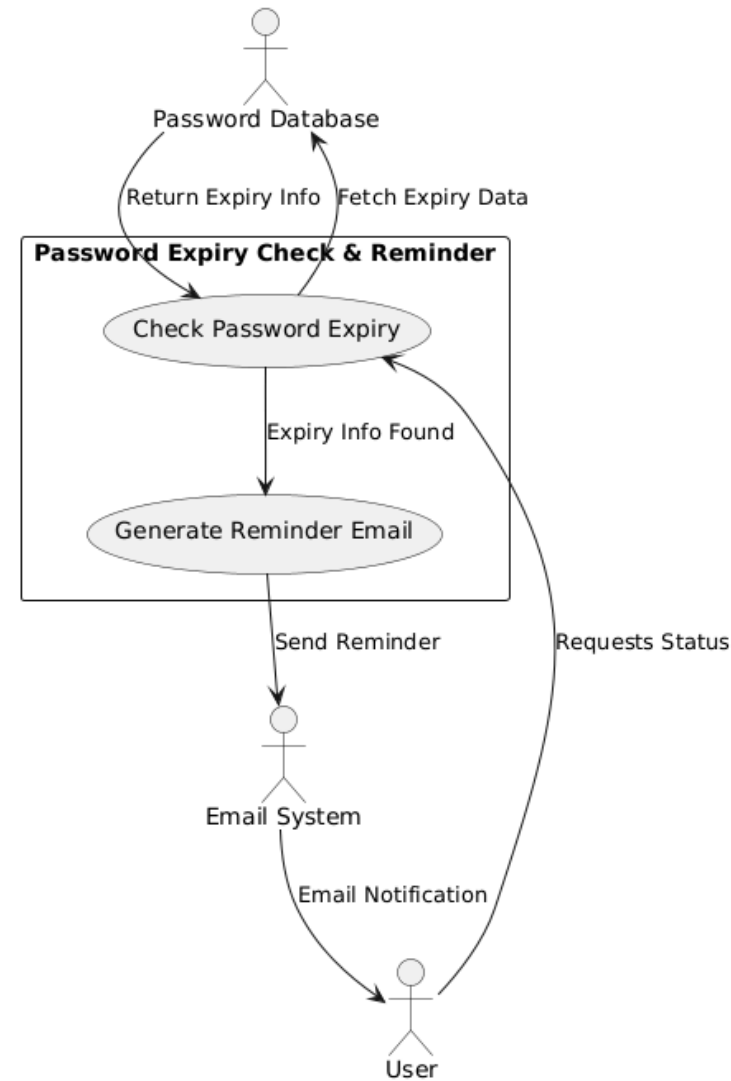 Password Database
Return Expiry Info
Fetch Expiry Data
Password Expiry Check & Reminder
Check Password Expiry
Expiry Info Found
Generate Reminder Email
Send Reminder
Requests Status
Email System
Email Notification
User